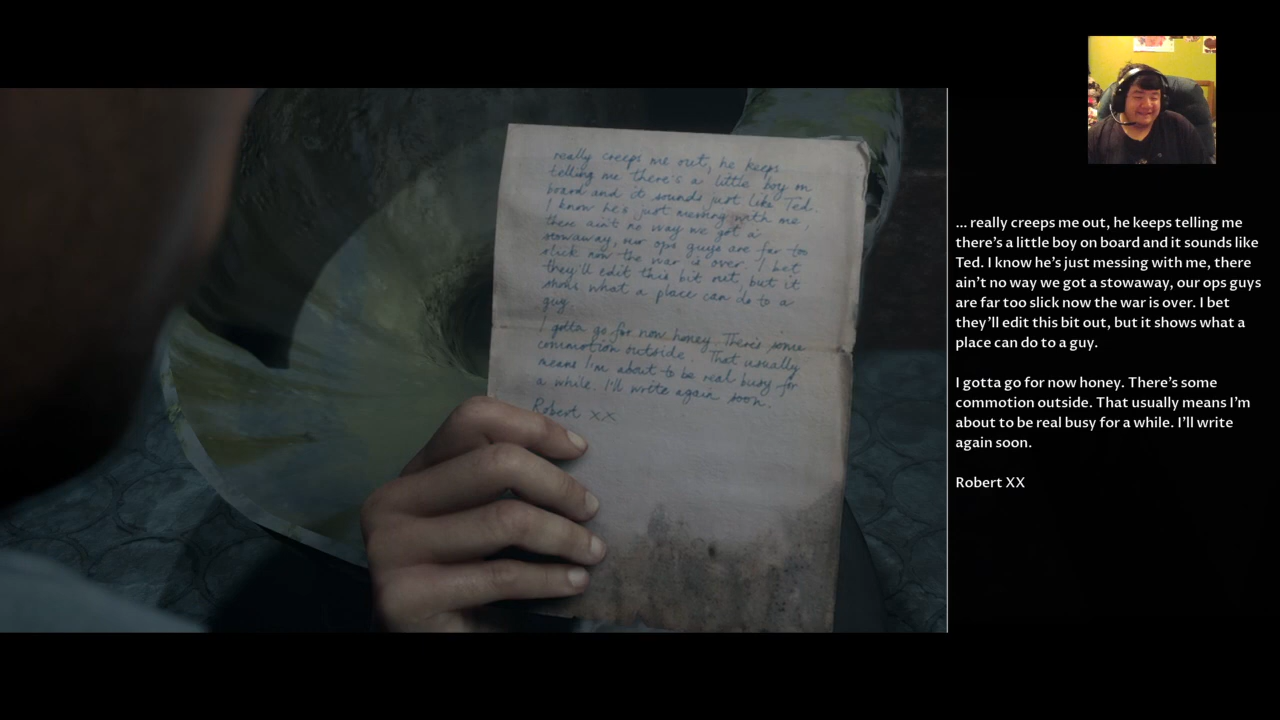 really creeps me out, he keeps
telling me there's a little boy on
board and it sounds just like Ted.
I know he's just messing with me,
there ain't no way we got a
stowaway, our ops guys are far too
slick now the war is over. I bet
they'll edit this bit out, but it
shows what a place can do to a
guy.
I gotta go for now honey. There's some
commotion outside. That usually
means I'm about to be real busy for
a while. I'll write again soon.
Robert XX
... really creeps me out, he keeps telling me
there's a little boy on board and it sounds like
Ted. I know he's just messing with me, there
ain't no way we got a stowaway, our ops guys
are far too slick now the war is over. I bet
they'll edit this bit out, but it shows what a
place can do to a guy.
I gotta go for now honey. There's some
commotion outside. That usually means I'm
about to be real busy for a while. I'll write
again soon.
Robert XX